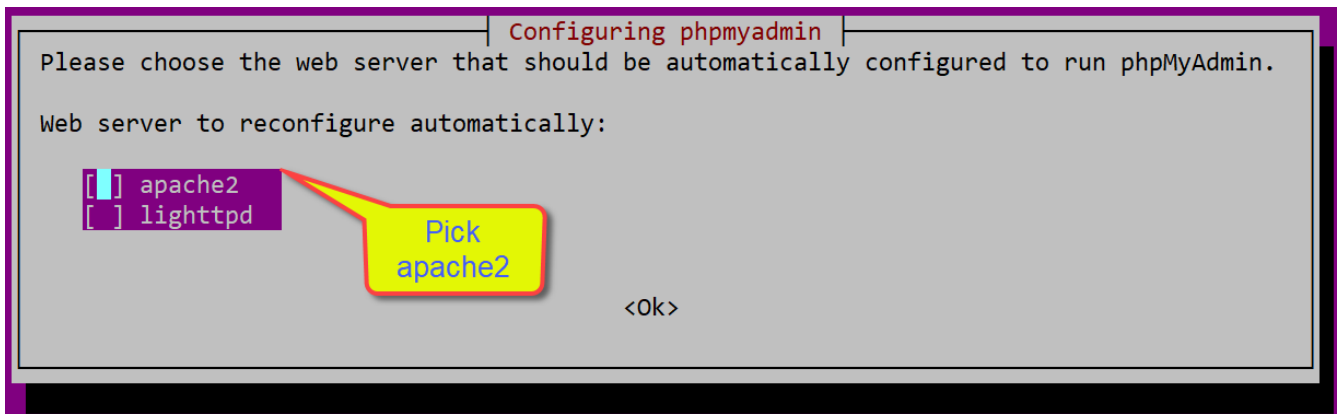 Configuring phpmyadmin
Please choose the web server that should be automatically configured to run phpMyAdmin.
Web server to reconfigure automatically:
[ ] apache2
[ ] lighttpd
Pick
apache2
<Ok>